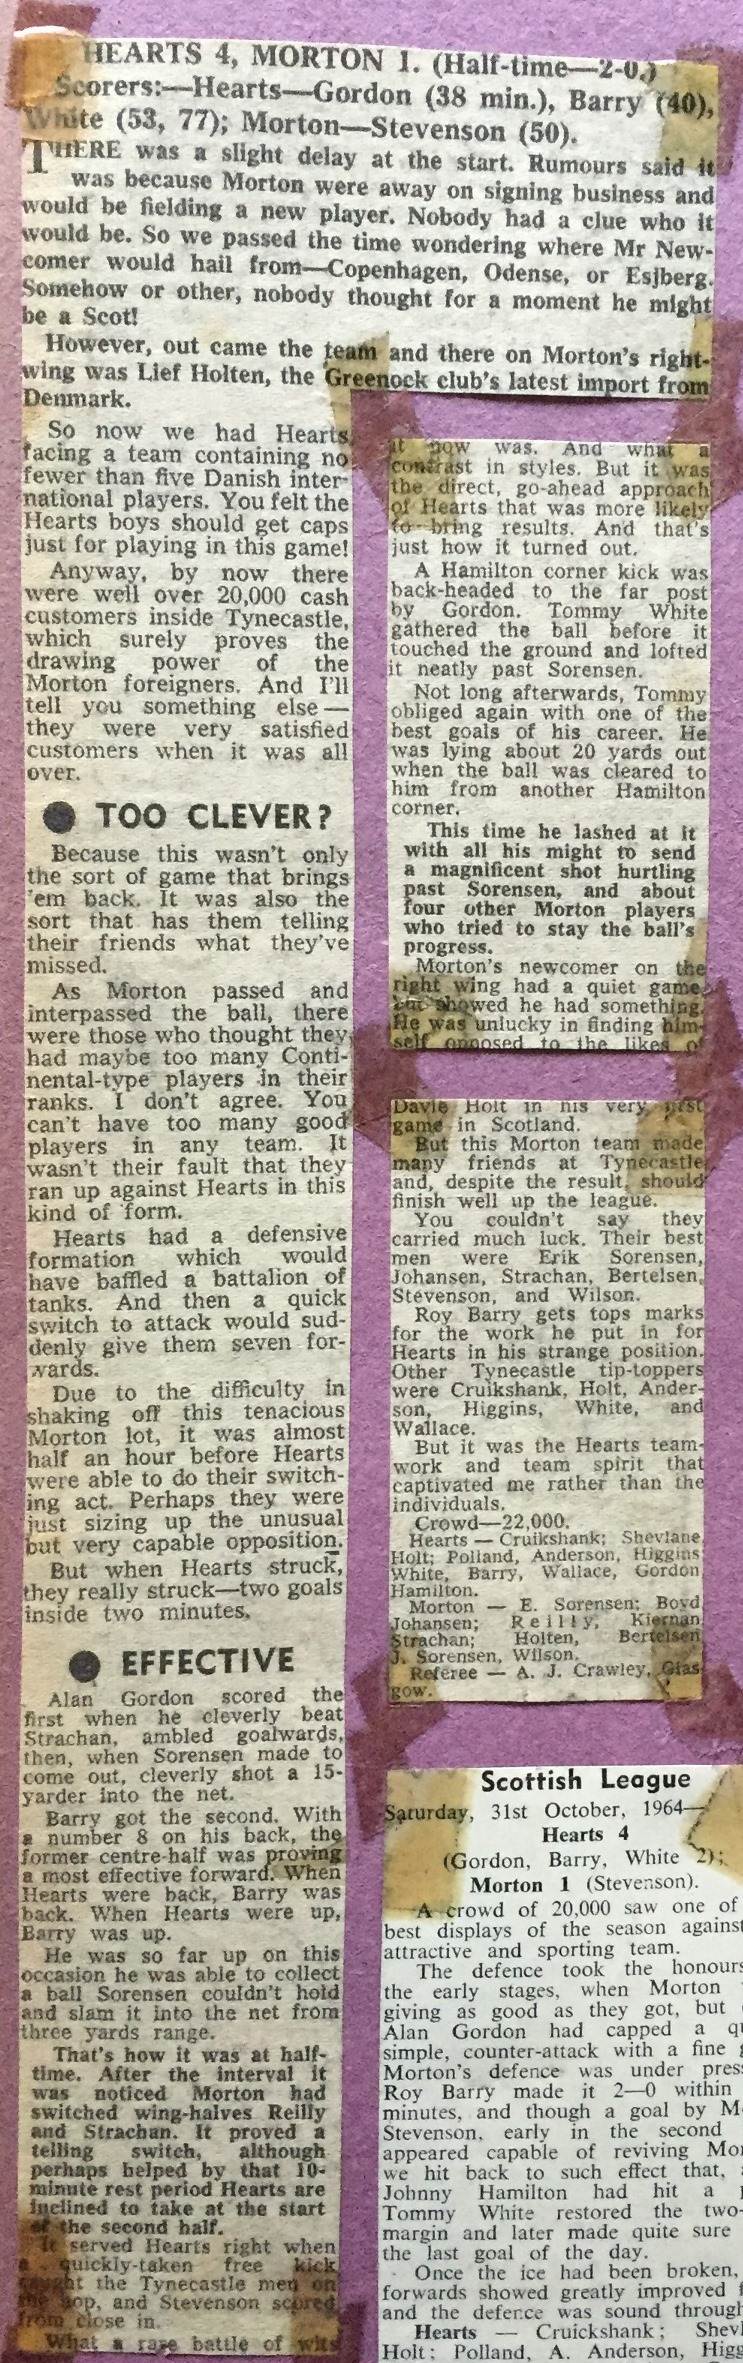 HEARTS 4, MORTON 1. (Half-time—2-0.)
Scorers:—Hearts—Gordon (38 min.), Barry (40),
White (53, 77); Morton—Stevenson (50).
THERE was a slight delay at the start. Rumours said it
was because Morton were away on signing business and
would be fielding a new player. Nobody had a clue who it
would be. So we passed the time wondering where Mr New-
comer would hail from—Copenhagen, Odense, or Esjberg.
Somehow or other, nobody thought for a moment he might
be a Scot!
However, out came the team and there on Morton's right-
wing was Lief Holten, the Greenock club's latest import from
Denmark.
So now we had Hearts
facing a team containing no
fewer than five Danish inter-
national players. You felt the
Hearts boys should get caps
just for playing in this game!
Anyway, by now there
were well over 20,000 cash
customers inside Tynecastle,
which surely proves the
drawing power of the
Morton foreigners. And I'll
tell you something else—
they were very satisfied
customers when it was all
over.
● TOO CLEVER?
Because this wasn't only
the sort of game that brings
'em back. It was also the
sort that has them telling
their friends what they've
missed.
As Morton passed and
interpassed the ball, there
were those who thought they
had maybe too many Conti-
nental-type players in their
ranks. I don't agree. You
can't have too many good
players in any team. It
wasn't their fault that they
ran up against Hearts in this
kind of form.
Hearts had a defensive
formation which would
have baffled a battalion of
tanks. And then a quick
switch to attack would sud-
denly give them seven for-
wards.
Due to the difficulty in
shaking off this tenacious
Morton lot, it was almost
half an hour before Hearts
were able to do their switch-
ing act. Perhaps they were
just sizing up the unusual
but very capable opposition.
But when Hearts struck,
they really struck—two goals
inside two minutes.
● EFFECTIVE
Alan Gordon scored the
first when he cleverly beat
Strachan, ambled goalwards,
then, when Sorensen made to
come out, cleverly shot a 15-
yarder into the net.
Barry got the second. With
a number 8 on his back, the
former centre-half was proving
a most effective forward. When
Hearts were back, Barry was
back. When Hearts were up,
Barry was up.
He was so far up on this
occasion he was able to collect
a ball Sorensen couldn't hold
and slam it into the net from
three yards range.
That's how it was at half-
time. After the interval it
was noticed Morton had
switched wing-halves Reilly
and Strachan. It proved a
telling switch, although
perhaps helped by that 10-
minute rest period Hearts are
inclined to take at the start
of the second half.
It served Hearts right when
a quickly-taken free kick
caught the Tynecastle men on
the hop, and Stevenson scored
from close in.
What a rare battle of wits
it now was. And what a
contrast in styles. But it was
the direct, go-ahead approach
of Hearts that was more likely
to bring results. And that's
just how it turned out.
A Hamilton corner kick was
back-headed to the far post
by Gordon. Tommy White
gathered the ball before it
touched the ground and lofted
it neatly past Sorensen.
Not long afterwards, Tommy
obliged again with one of the
best goals of his career. He
was lying about 20 yards out
when the ball was cleared to
him from another Hamilton
corner.
This time he lashed at it
with all his might to send
a magnificent shot hurtling
past Sorensen, and about
four other Morton players
who tried to stay the ball's
progress.
Morton's newcomer on the
right wing had a quiet game,
but showed he had something.
He was unlucky in finding him-
self opposed to the likes of
Davie Holt in his very first
game in Scotland.
But this Morton team made
many friends at Tynecastle
and, despite the result, should
finish well up the league.
You couldn't say they
carried much luck. Their best
men were Erik Sorensen,
Johansen, Strachan, Bertelsen,
Stevenson, and Wilson.
Roy Barry gets tops marks
for the work he put in for
Hearts in his strange position.
Other Tynecastle tip-toppers
were Cruikshank, Holt, Ander-
son, Higgins, White, and
Wallace.
But it was the Hearts team-
work and team spirit that
captivated me rather than the
individuals.
Crowd—22,000.
Hearts — Cruikshank; Shevlane,
Holt; Polland, Anderson, Higgins;
White, Barry, Wallace, Gordon,
Hamilton.
Morton — E. Sorensen; Boyd,
Johansen; Reilly, Kiernan,
Strachan; Holten, Bertelsen,
J. Sorensen, Wilson.
Referee — A. J. Crawley, Glas-
gow.
Scottish League
Saturday, 31st October, 1964—
Hearts 4
(Gordon, Barry, White 2);
Morton 1 (Stevenson).
A crowd of 20,000 saw one of
best displays of the season against
attractive and sporting team.
The defence took the honours
the early stages, when Morton
giving as good as they got, but
Alan Gordon had capped a qu
simple, counter-attack with a fine g
Morton's defence was under pres
Roy Barry made it 2—0 within
minutes, and though a goal by M
Stevenson, early in the second
appeared capable of reviving Mor
we hit back to such effect that, a
Johnny Hamilton had hit a p
Tommy White restored the two-
margin and later made quite sure
the last goal of the day.
Once the ice had been broken,
forwards showed greatly improved f
and the defence was sound through
Hearts — Cruickshank; Shevl
Holt; Polland, A. Anderson, Higg